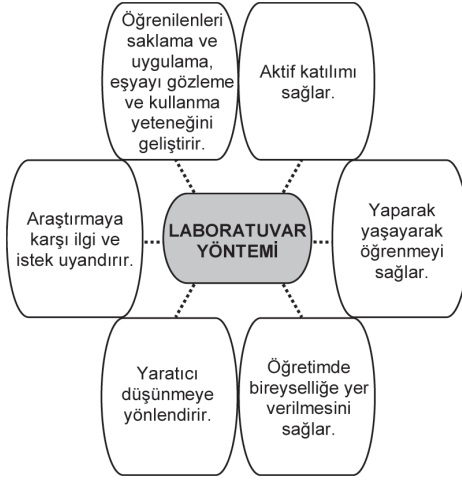 Öğrenilenleri
saklama ve
uygulama,
eşyayı gözleme
ve kullanma
yeteneğini
geliştirir.
Aktif katılımı
sağlar.
Araştırmaya
karşı ilgi ve
istek uyandırır.
LABORATUVAR
YÖNTEMİ
Yaparak
yaşayarak
öğrenmeyi
sağlar.
Yaratıcı
düşünmeye
yönlendirir.
Öğretimde
bireyselliğe yer
verilmesini
sağlar.